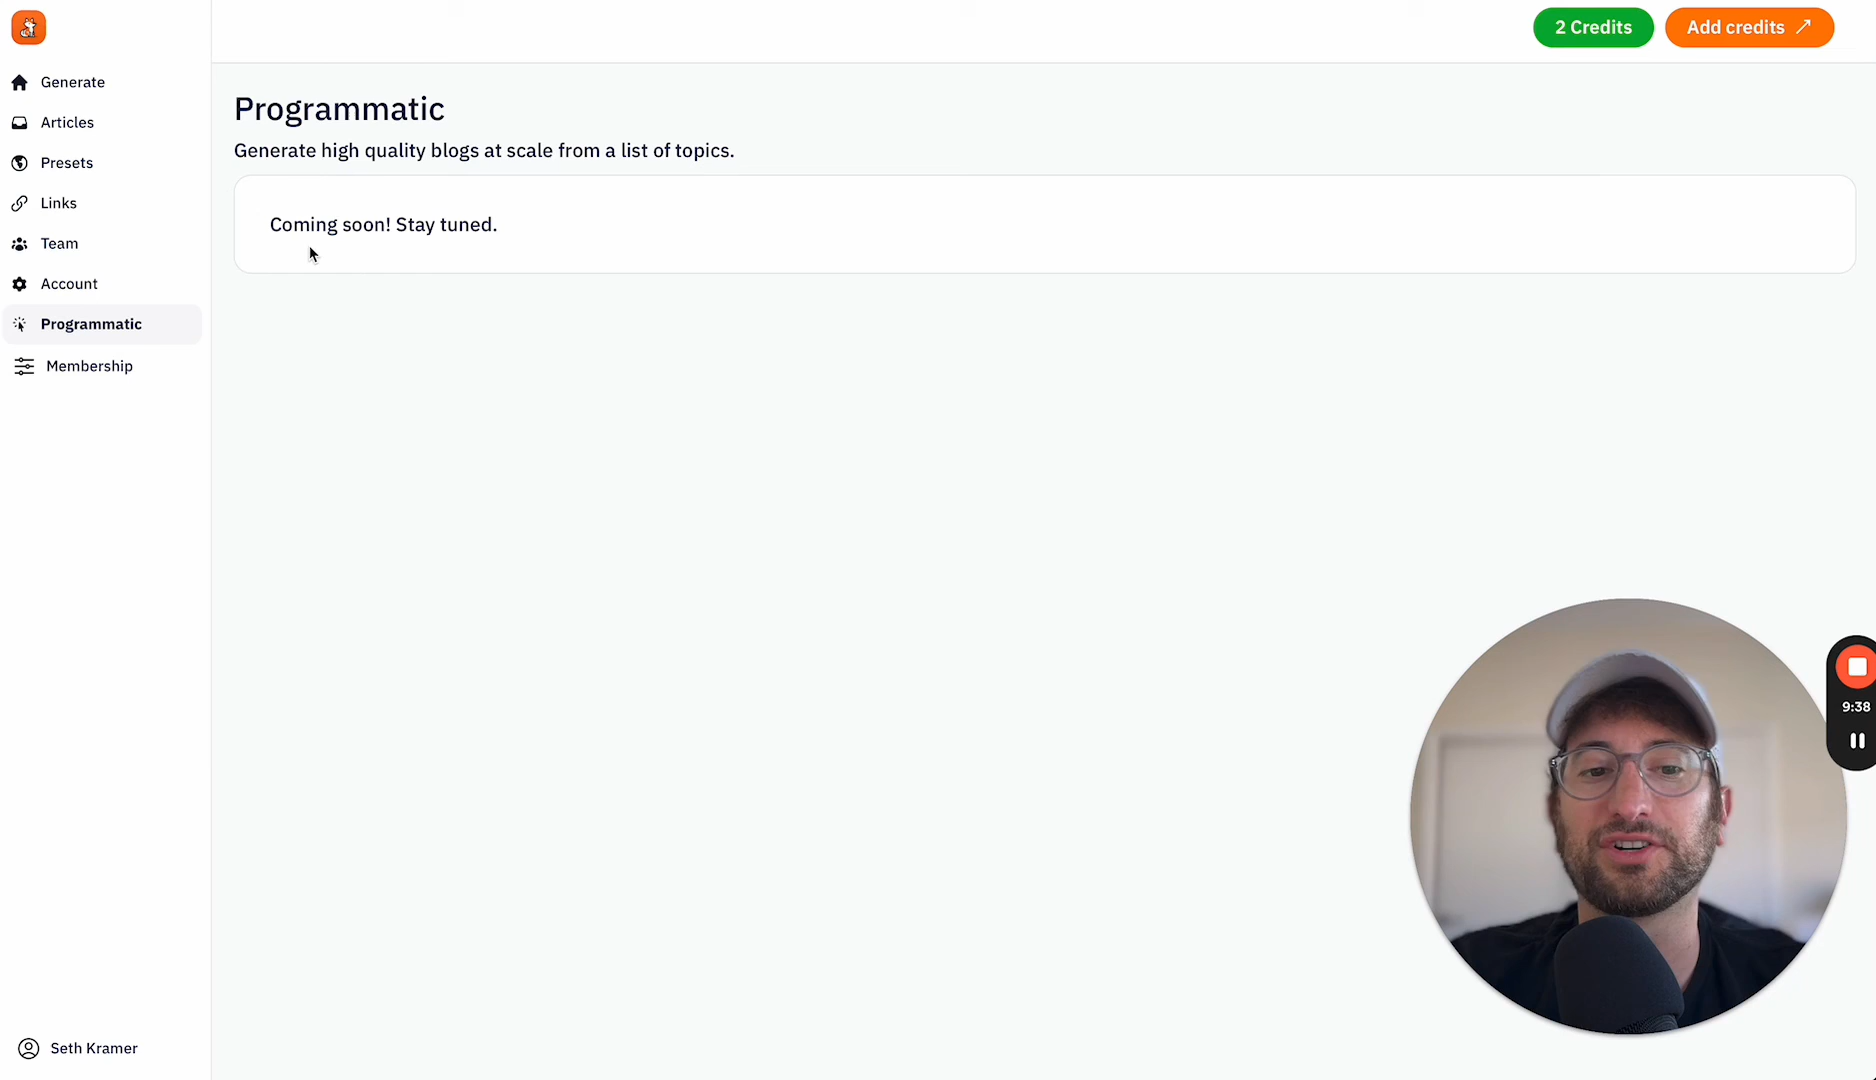 2 Credits
Add credits
Generate
Articles
Presets
Links
Team
Account
Programmatic
Membership
Seth Kramer
Programmatic
Generate high quality blogs at scale from a list of topics.
Coming soon! Stay tuned.
9:38